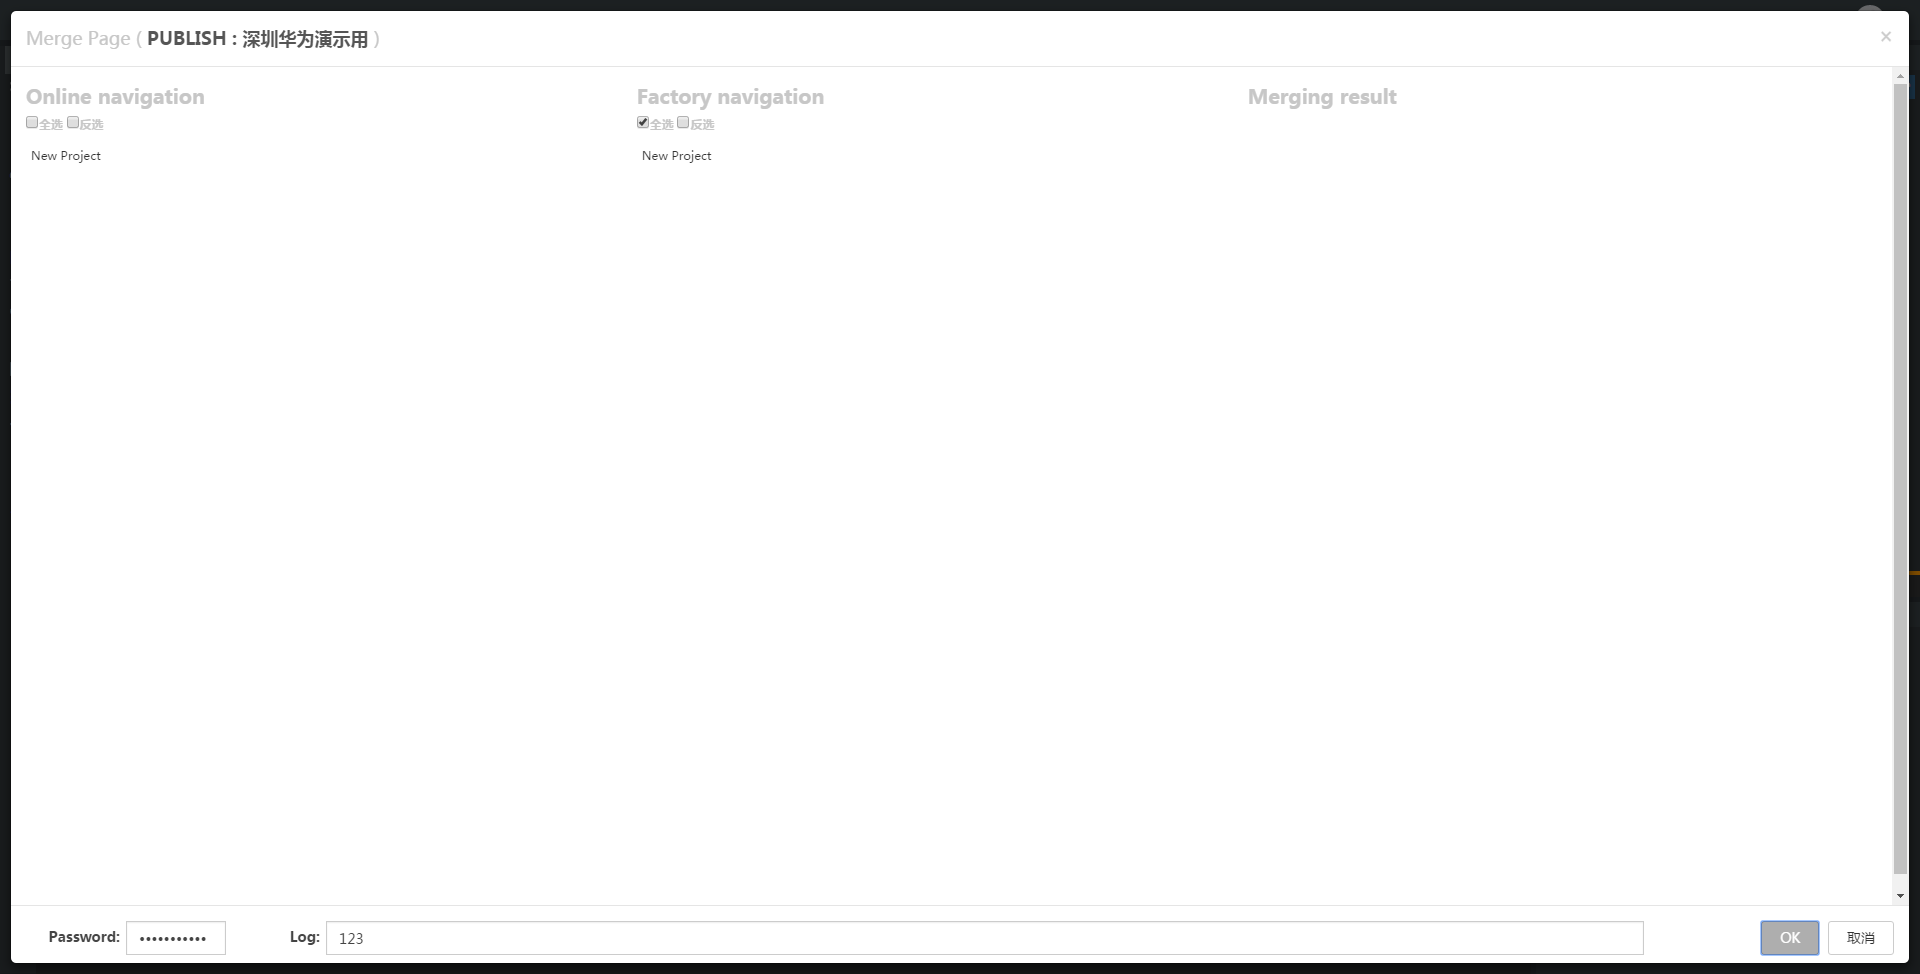 Merge Page ( PUBLISH : 深圳华为演示用 )
×
Online navigation
全选 反选
New Project
Factory navigation
全选 反选
New Project
Merging result
Password: •••••••••••
Log: 123
OK
取消